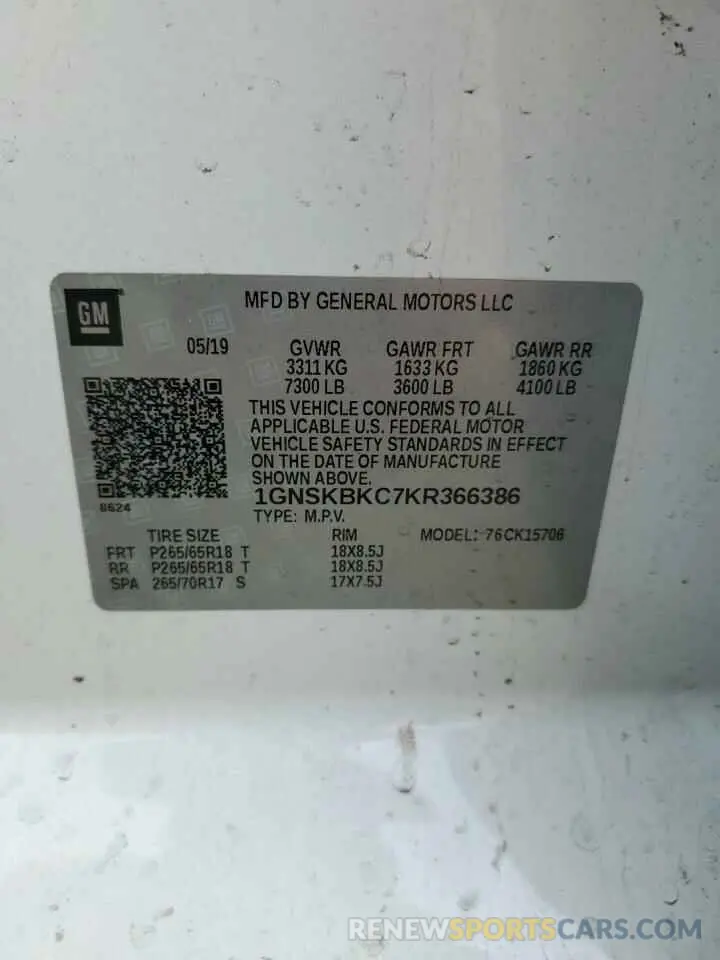 GM
MFD BY GENERAL MOTORS LLC
05/19 GVWR GAWR FRT GAWR RR
3311 KG 1633 KG 1860 KG
7300 LB 3600 LB 4100 LB
THIS VEHICLE CONFORMS TO ALL
APPLICABLE U.S. FEDERAL MOTOR
VEHICLE SAFETY STANDARDS IN EFFECT
ON THE DATE OF MANUFACTURE
SHOWN ABOVE.
1GNSKBKC7KR366386
8624
TYPE: M.P.V. MODEL: 76CK15706
TIRE SIZE RIM
FRT P265/65R18 T 18X8.5J
RR P265/65R18 T 18X8.5J
SPA 265/70R17 S 17X7.5J
RENEWSPORTSCARS.COM